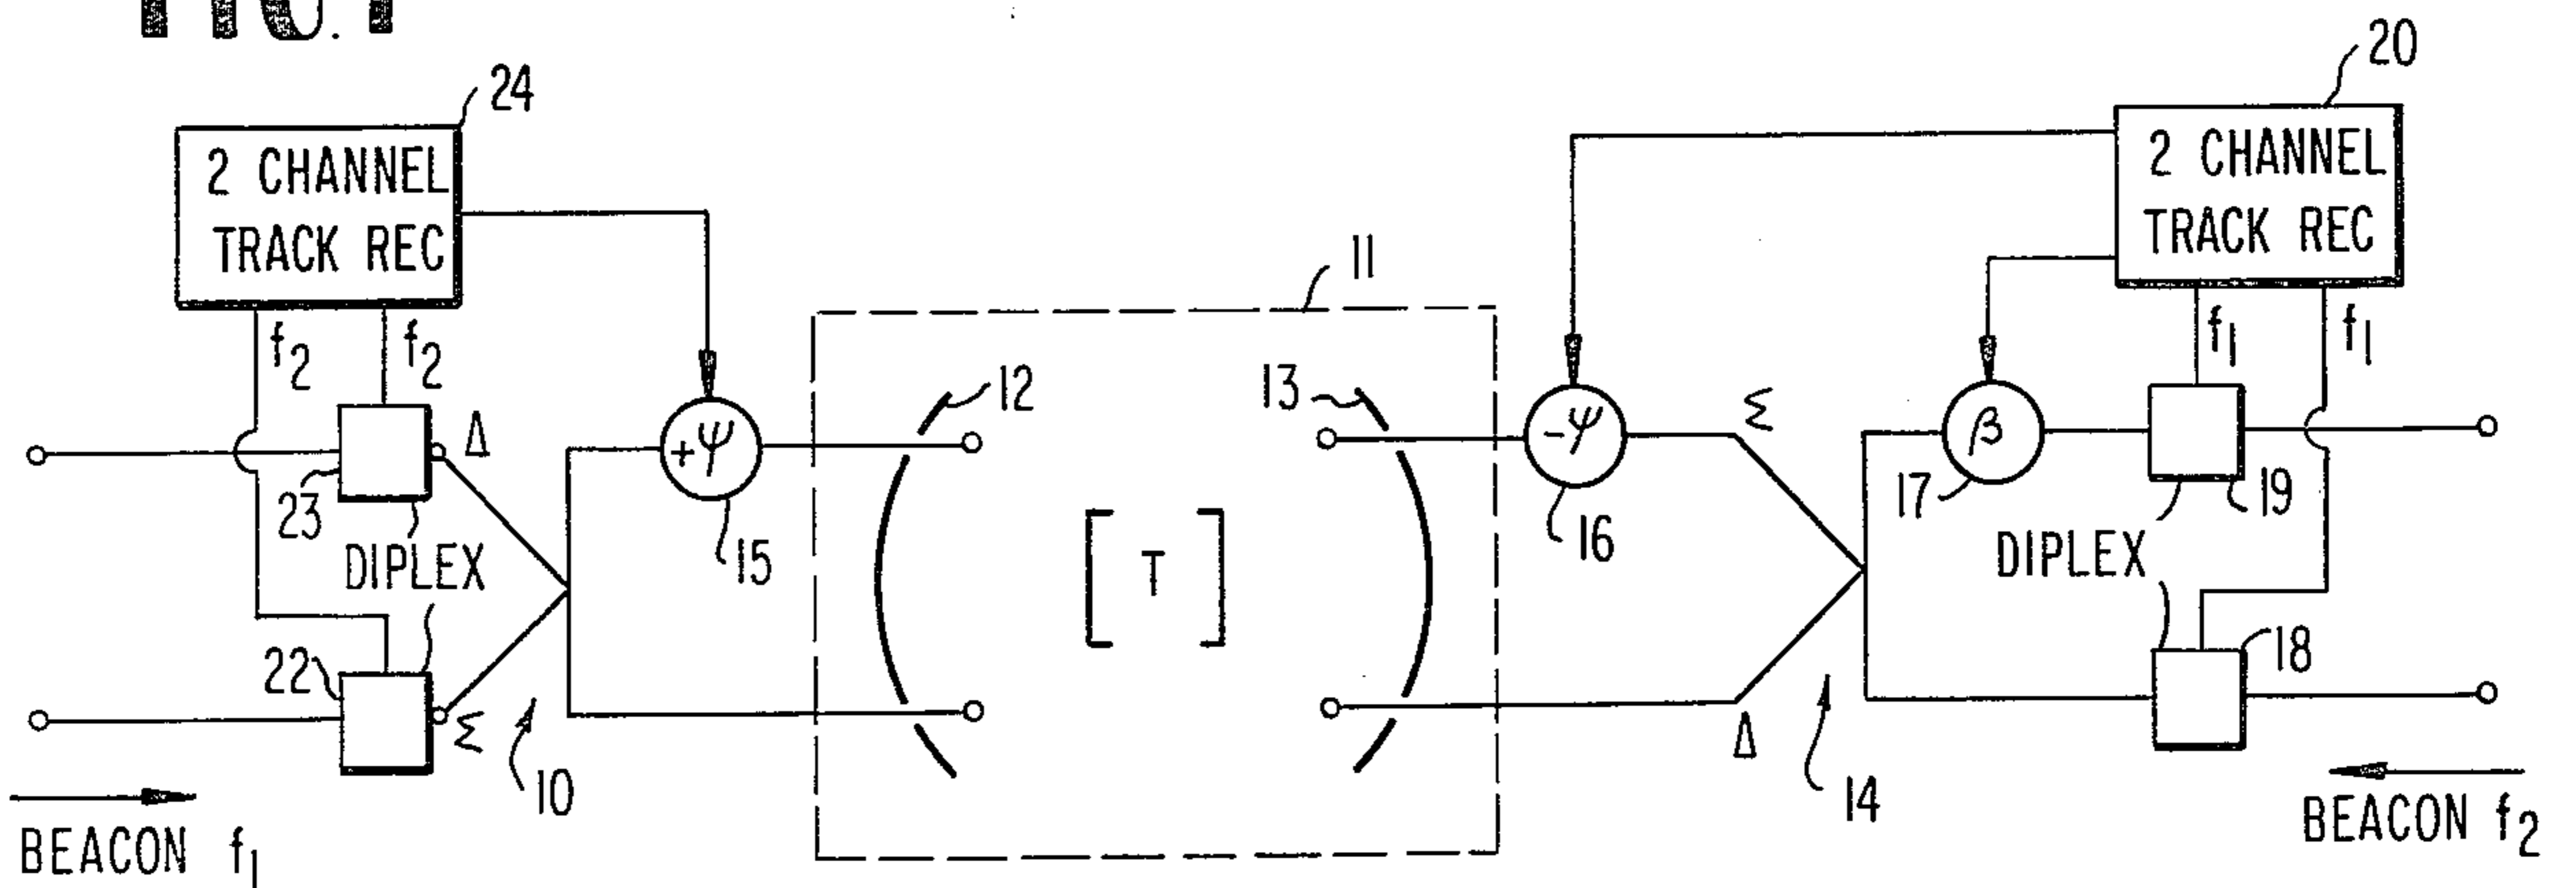 FIG. 1
24
2 CHANNEL
TRACK REC
20
2 CHANNEL
TRACK REC
f2
f2
f1
f1
11
12
13
Δ
23
+ψ
15
-ψ
16
Σ
β
17
19
DIPLEX
[ T ]
DIPLEX
22
Σ
10
Δ
14
18
BEACON f1
BEACON f2